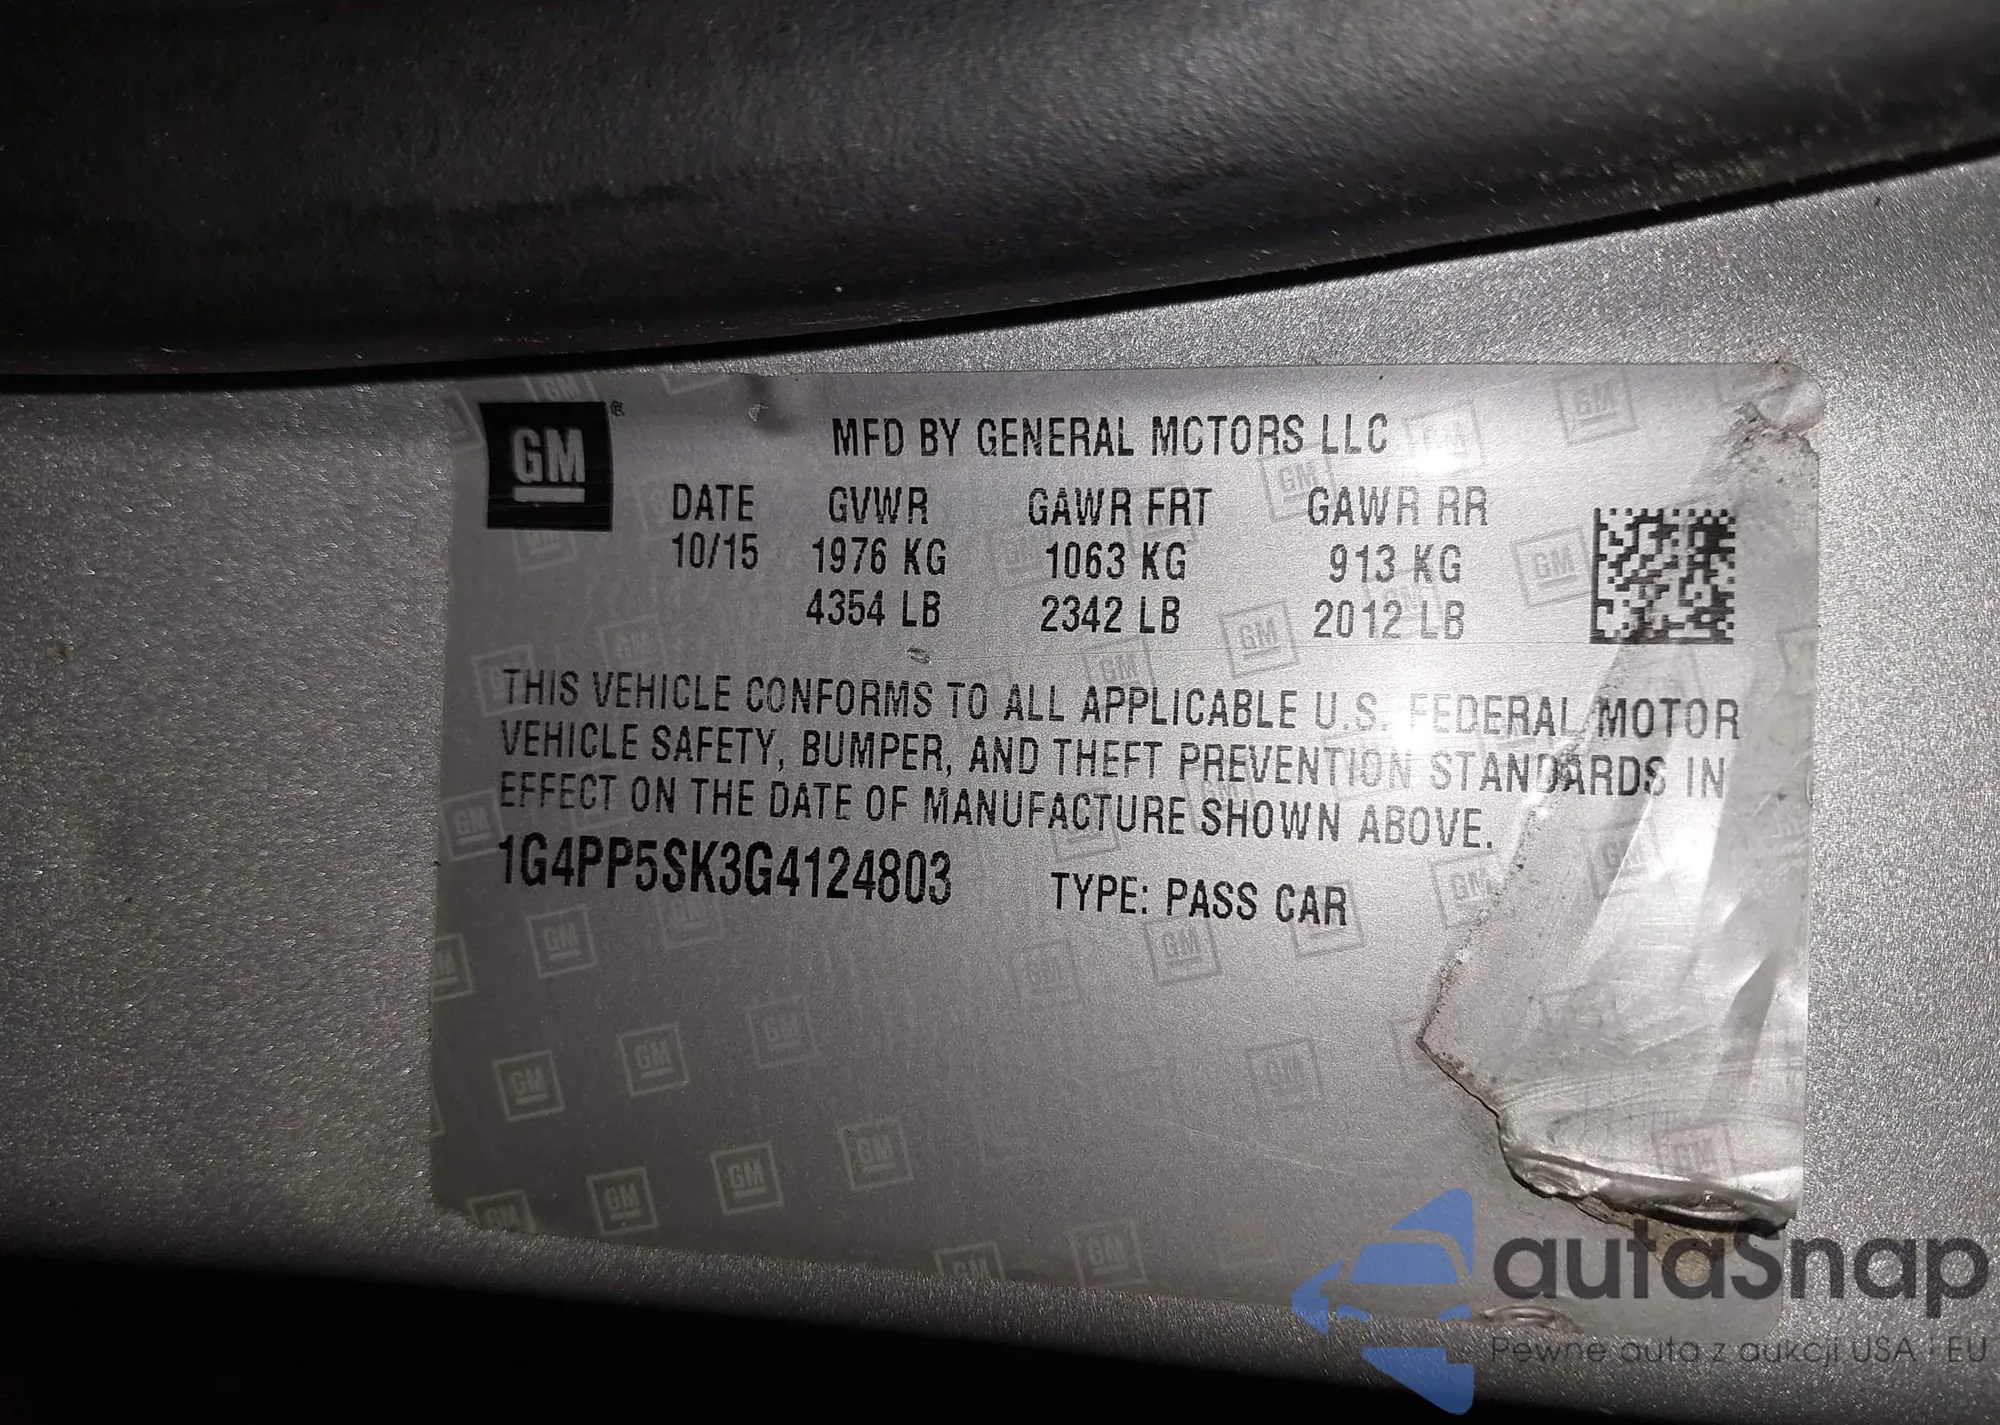 GM ®
MFD BY GENERAL MOTORS LLC
DATE GVWR GAWR FRT GAWR RR
10/15 1976 KG 1063 KG 913 KG
4354 LB 2342 LB 2012 LB
THIS VEHICLE CONFORMS TO ALL APPLICABLE U.S. FEDERAL MOTOR
VEHICLE SAFETY, BUMPER, AND THEFT PREVENTION STANDARDS IN
EFFECT ON THE DATE OF MANUFACTURE SHOWN ABOVE.
1G4PP5SK3G4124803 TYPE: PASS CAR
autaSnap
Pewne auta z aukcji USA i EU